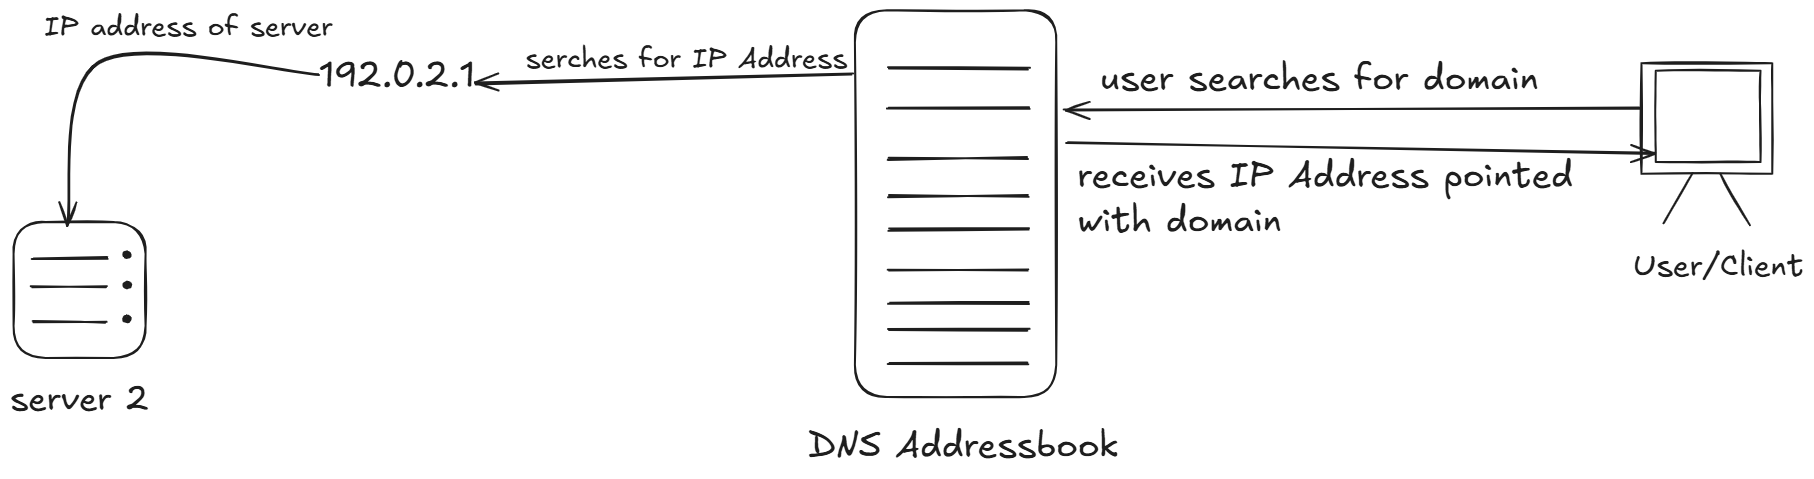 IP address of server
192.0.2.1
serches for IP Address
user searches for domain
receives IP Address pointed
with domain
User/Client
server 2
DNS Addressbook